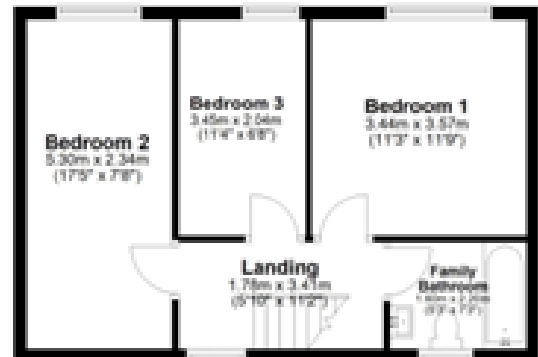 Bedroom 2
5.30m x 2.34m
(17'5" x 7'8")
Bedroom 3
3.45m x 2.04m
(11'4" x 6'8")
Bedroom 1
3.44m x 3.57m
(11'3" x 11'9")
Landing
1.78m x 3.41m
(5'10" x 11'2")
Family
Bathroom